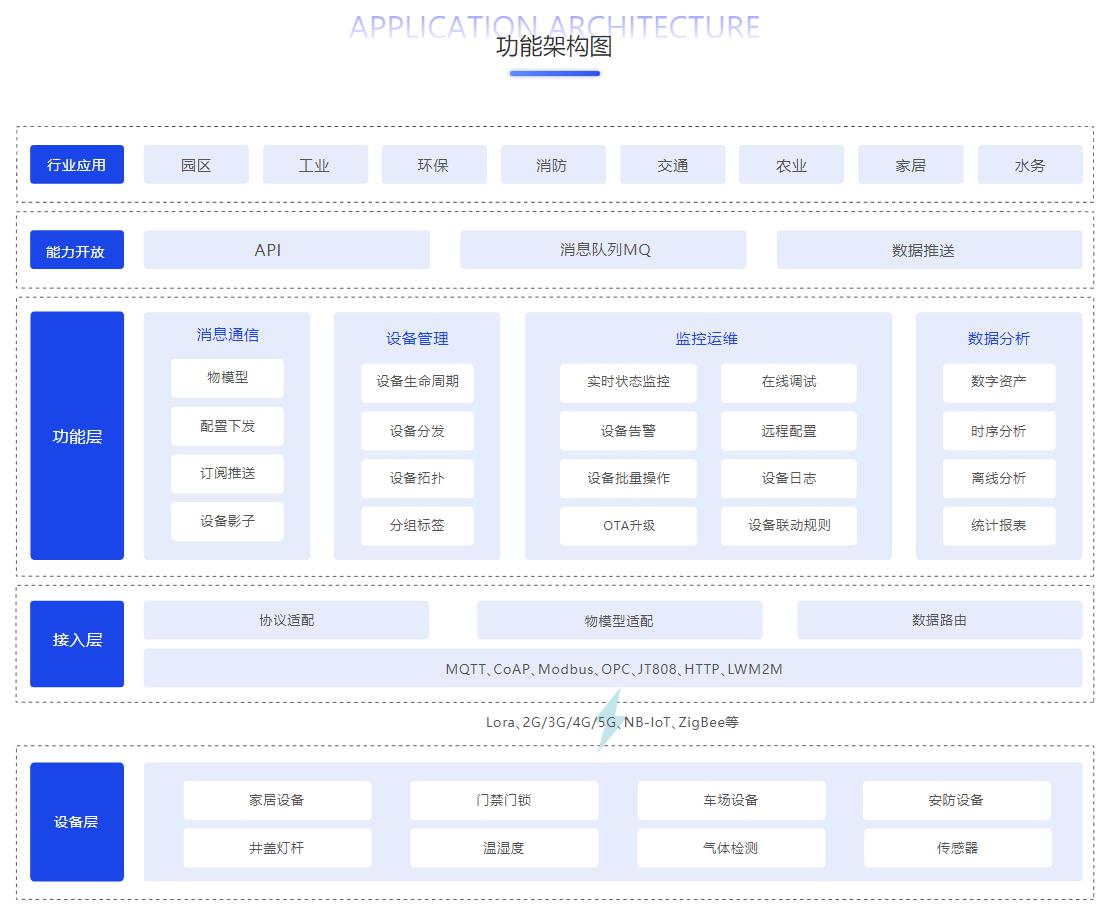 APPLICATION ARCHITECTURE
功能架构图
行业应用 园区 工业 环保 消防 交通 农业 家居 水务
能力开放 API 消息队列MQ 数据推送
功能层
消息通信
物模型
配置下发
订阅推送
设备影子
设备管理
设备生命周期
设备分发
设备拓扑
分组标签
监控运维
实时状态监控 在线调试
设备告警 远程配置
设备批量操作 设备日志
OTA升级 设备联动规则
数据分析
数字资产
时序分析
离线分析
统计报表
接入层
协议适配 物模型适配 数据路由
MQTT、CoAP、Modbus、OPC、JT808、HTTP、LWM2M
Lora、2G/3G/4G/5G、NB-IoT、ZigBee等
设备层
家居设备 门禁门锁 车场设备 安防设备
井盖灯杆 温湿度 气体检测 传感器